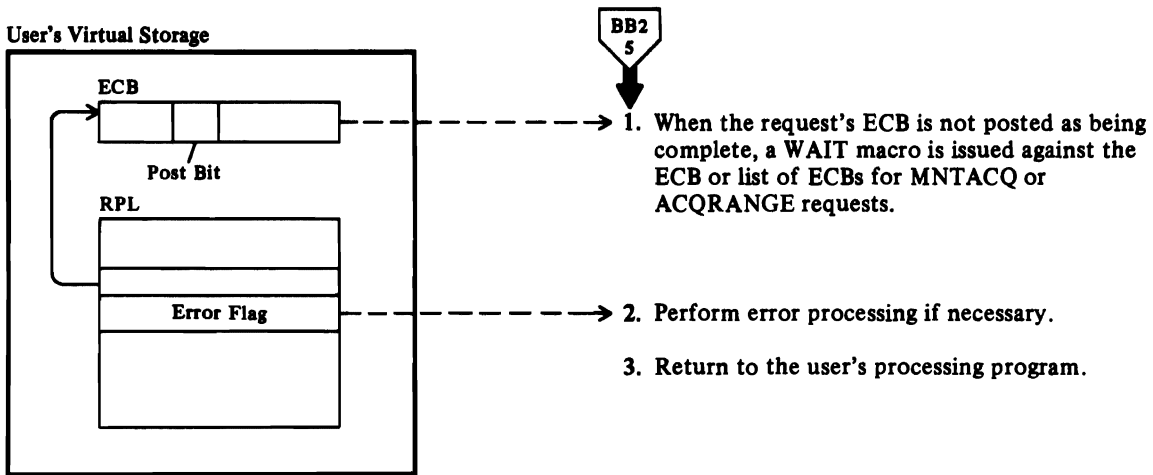 BB2
5
User's Virtual Storage
ECB
Post Bit
RPL
Error Flag
1. When the request's ECB is not posted as being
complete, a WAIT macro is issued against the
ECB or list of ECBs for MNTACQ or
ACQRANGE requests.
2. Perform error processing if necessary.
3. Return to the user's processing program.